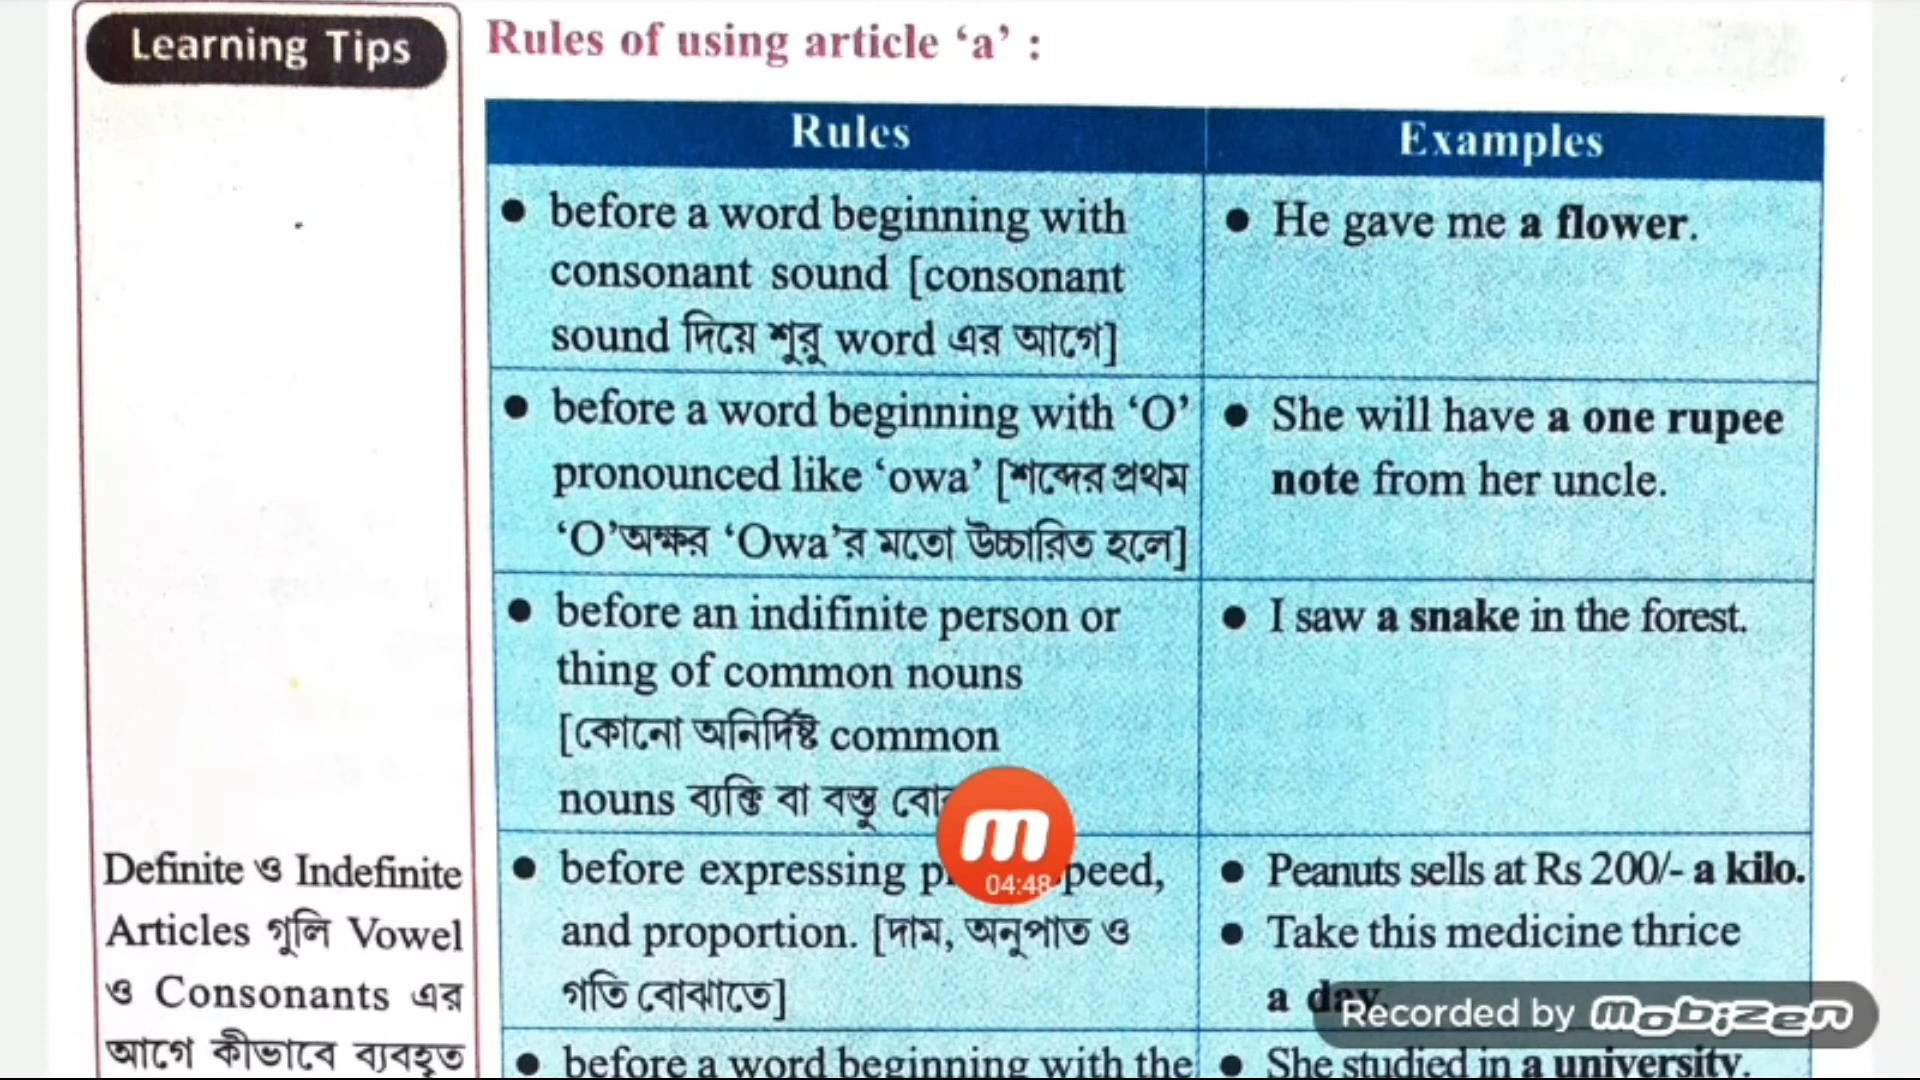 Learning Tips
Rules of using article ‘a’ :
Rules
Examples
● before a word beginning with
consonant sound [consonant
sound দিয়ে শুরু word এর আগে]
● He gave me a flower.
● before a word beginning with ‘O’
pronounced like ‘owa’ [শব্দের প্রথম
‘O’অক্ষর ‘Owa’র মতো উচ্চারিত হলে]
● She will have a one rupee
note from her uncle.
● before an indifinite person or
thing of common nouns
[কোনো অনির্দিষ্ট common
nouns ব্যক্তি বা বস্তু
● I saw a snake in the forest.
● before expressing
and proportion. [দাম, অনুপাত ও
গতি বোঝাতে]
● Peanuts sells at Rs 200/- a kilo.
● Take this medicine thrice
a day.
● before a word beginning with the
● She studied in a university.
Definite ও Indefinite
Articles গুলি Vowel
ও Consonants এর
আগে কীভাবে ব্যবহৃত
04:48
Recorded by mobizen